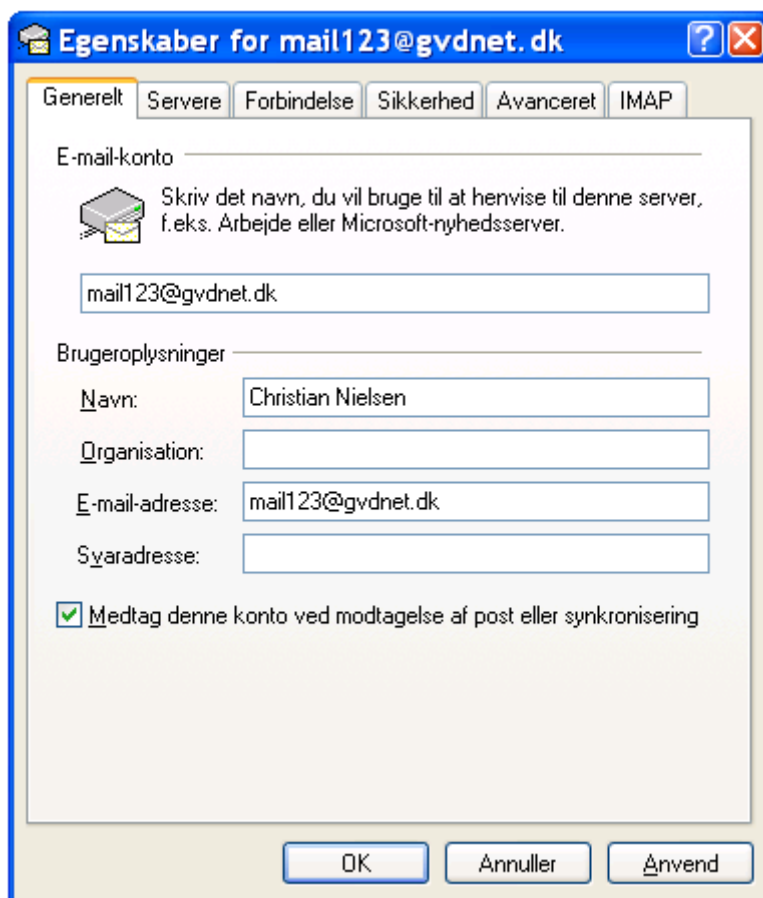 Egenskaber for mail123@gvdnet.dk
Generelt Servere Forbindelse Sikkerhed Avanceret IMAP
E-mail-konto
Skriv det navn, du vil bruge til at henvise til denne server,
f.eks. Arbejde eller Microsoft-nyhedsserver.
mail123@gvdnet.dk
Brugeroplysninger
Navn: Christian Nielsen
Organisation:
E-mail-adresse: mail123@gvdnet.dk
Svaradresse:
Medtag denne konto ved modtagelse af post eller synkronisering
OK Annuller Anvend